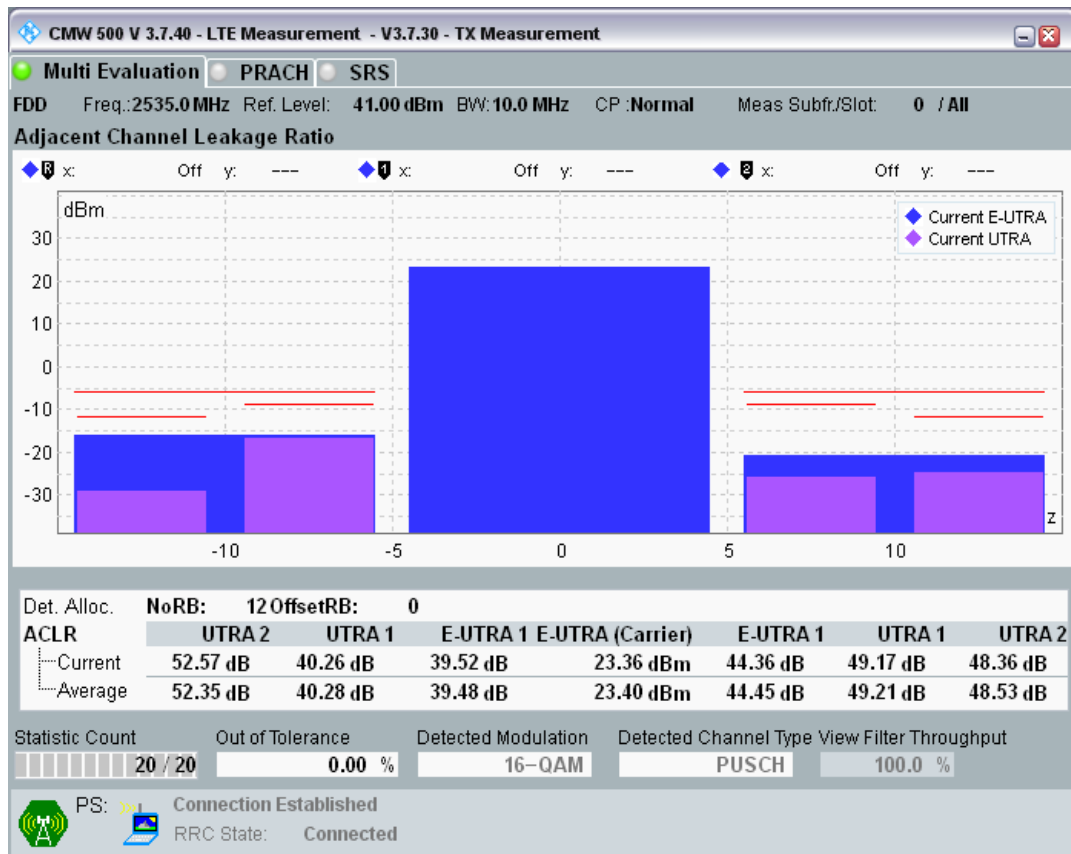 CMW 500 V 3.7.40 - LTE Measurement - V3.7.30 - TX Measurement
Multi Evaluation PRACH SRS
FDD Freq.:2535.0 MHz Ref. Level: 41.00 dBm BW:10.0 MHz CP :Normal Meas Subfr./Slot: 0 / All
Adjacent Channel Leakage Ratio
R x: Off y: --- 1 x: Off y: --- 2 x: Off y: ---
dBm
Current E-UTRA
Current UTRA
30
20
10
0
-10
-20
-30
z
-10 -5 0 5 10
Det. Alloc. NoRB: 12 OffsetRB: 0
ACLR UTRA 2 UTRA 1 E-UTRA 1 E-UTRA (Carrier) E-UTRA 1 UTRA 1 UTRA 2
Current 52.57 dB 40.26 dB 39.52 dB 23.36 dBm 44.36 dB 49.17 dB 48.36 dB
Average 52.35 dB 40.28 dB 39.48 dB 23.40 dBm 44.45 dB 49.21 dB 48.53 dB
Statistic Count Out of Tolerance Detected Modulation Detected Channel Type View Filter Throughput
20 / 20 0.00 % 16-QAM PUSCH 100.0 %
PS: Connection Established
RRC State: Connected